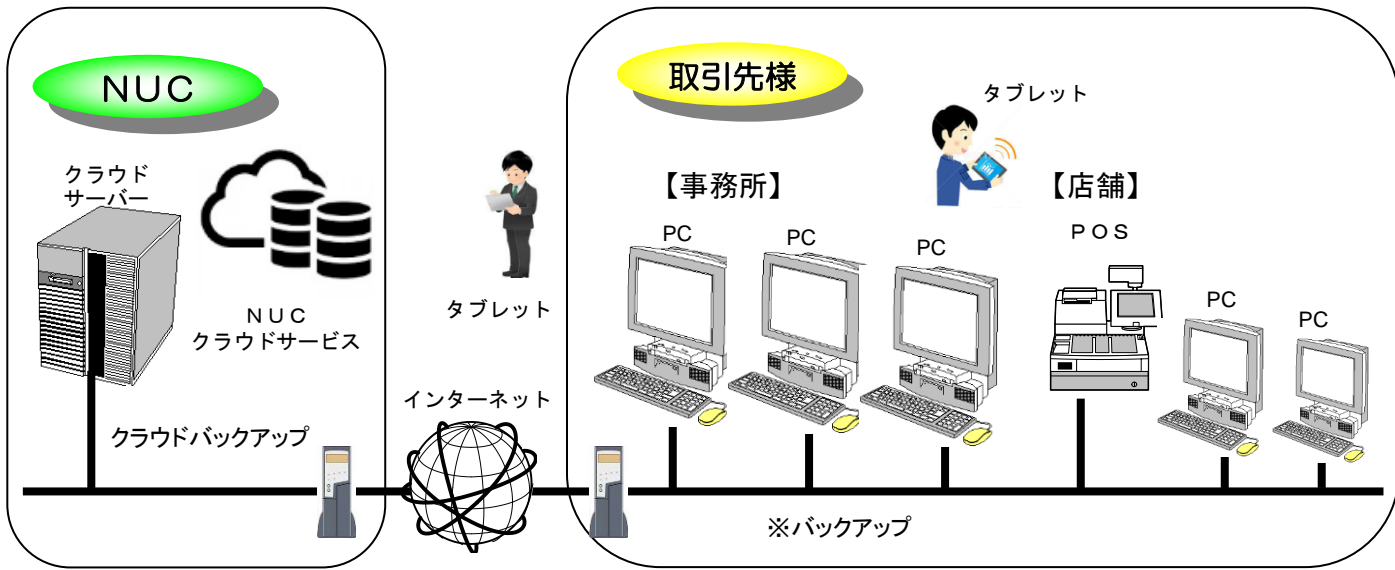 NUC
クラウド
サーバー
NUC
クラウドサービス
クラウドバックアップ
タブレット
インターネット
取引先様
タブレット
【事務所】
【店舗】
PC
PC
PC
POS
PC
PC
※バックアップ